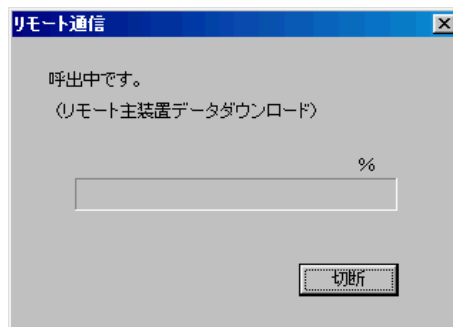 リモート通信
呼出中です。
(リモート主装置データダウンロード)
%
切断